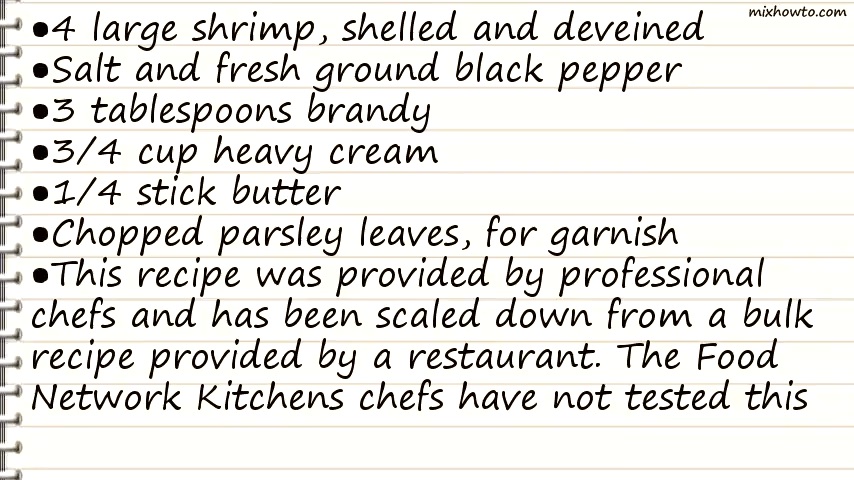 mixhowto.com
•4 large shrimp, shelled and deveined
•Salt and fresh ground black pepper
•3 tablespoons brandy
•3/4 cup heavy cream
•1/4 stick butter
•Chopped parsley leaves, for garnish
•This recipe was provided by professional
chefs and has been scaled down from a bulk
recipe provided by a restaurant. The Food
Network Kitchens chefs have not tested this